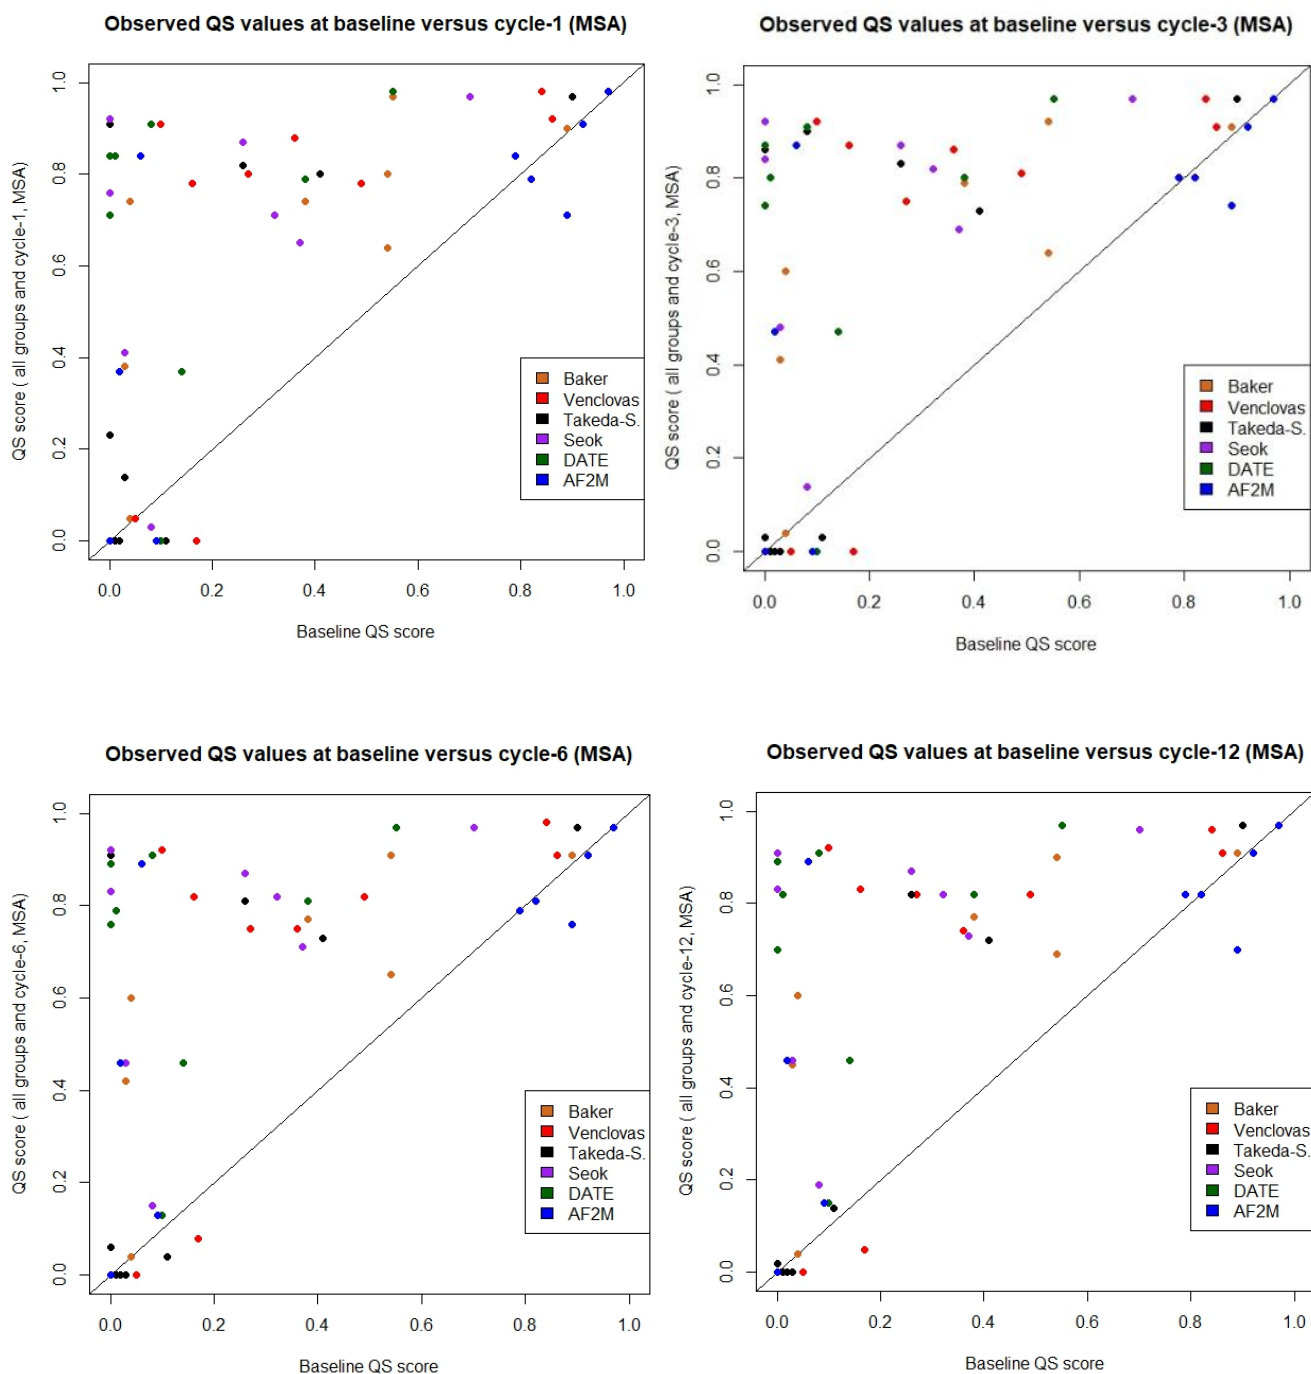 Observed QS values at baseline versus cycle-1 (MSA)
QS score ( all groups and cycle-1, MSA)
1.0
0.8
0.6
0.4
0.2
0.0
Baker
Venclovas
Takeda-S.
Seok
DATE
AF2M
0.0 0.2 0.4 0.6 0.8 1.0
Baseline QS score
Observed QS values at baseline versus cycle-3 (MSA)
QS score ( all groups and cycle-3, MSA)
1.0
0.8
0.6
0.4
0.2
0.0
Baker
Venclovas
Takeda-S.
Seok
DATE
AF2M
0.0 0.2 0.4 0.6 0.8 1.0
Baseline QS score
Observed QS values at baseline versus cycle-6 (MSA)
QS score ( all groups and cycle-6, MSA)
1.0
0.8
0.6
0.4
0.2
0.0
Baker
Venclovas
Takeda-S.
Seok
DATE
AF2M
0.0 0.2 0.4 0.6 0.8 1.0
Baseline QS score
Observed QS values at baseline versus cycle-12 (MSA)
QS score ( all groups and cycle-12, MSA)
1.0
0.8
0.6
0.4
0.2
0.0
Baker
Venclovas
Takeda-S.
Seok
DATE
AF2M
0.0 0.2 0.4 0.6 0.8 1.0
Baseline QS score